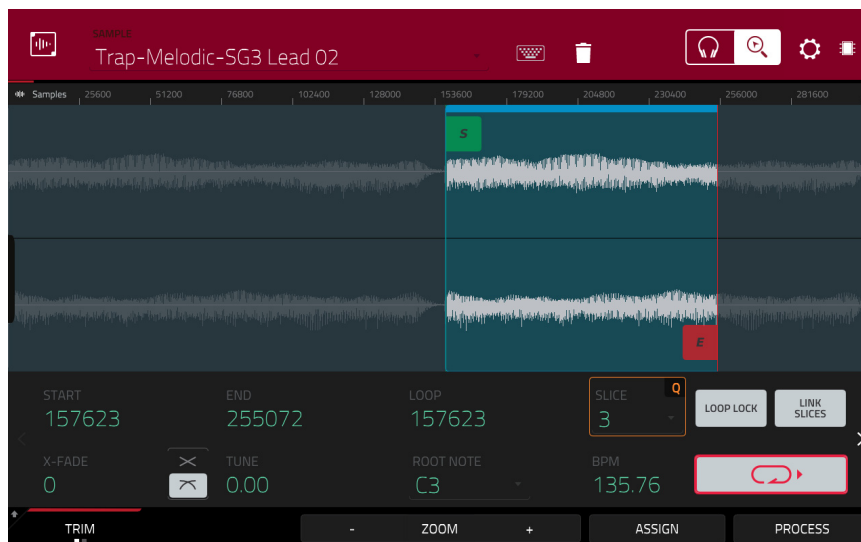 SAMPLE
Trap-Melodic-SG3 Lead 02
Samples 25600 51200 76800 102400 128000 153600 179200 204800 230400 256000 281600
S
E
START END LOOP SLICE Q
157623 255072 157623 3 LOOP LOCK LINK SLICES
X-FADE TUNE ROOT NOTE BPM
0 0.00 C3 135.76
TRIM - ZOOM + ASSIGN PROCESS